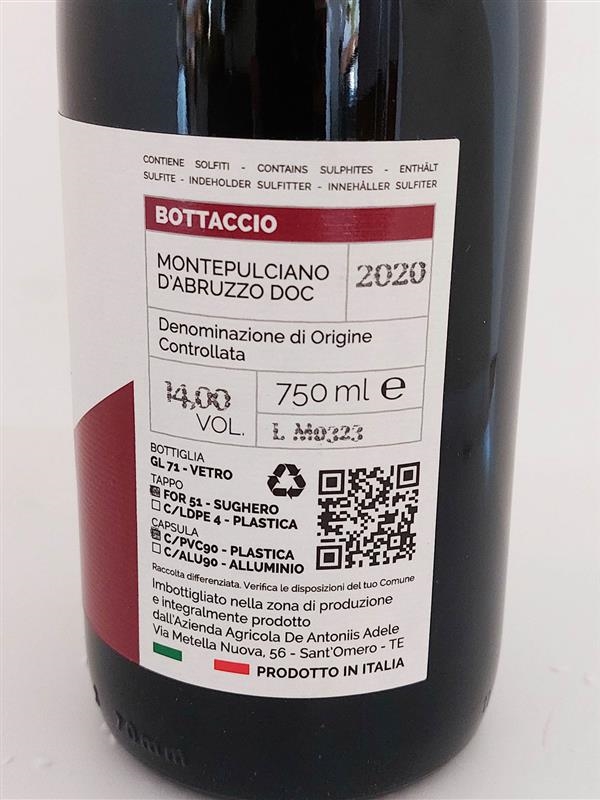 CONTIENE SOLFITI - CONTAINS SULPHITES - ENTHÄLT
SULFITE - INDEHOLDER SULFITTER - INNEHÅLLER SULFITER
BOTTACCIO
MONTEPULCIANO
D'ABRUZZO DOC
2020
Denominazione di Origine
Controllata
14,00
VOL.
750 ml e
L M0323
BOTTIGLIA
GL 71 - VETRO
TAPPO
FOR 51 - SUGHERO
C/LDPE 4 - PLASTICA
CAPSULA
C/PVC90 - PLASTICA
C/ALU90 - ALLUMINIO
Raccolta differenziata. Verifica le disposizioni del tuo Comune
Imbottigliato nella zona di produzione
e integralmente prodotto
dall'Azienda Agricola De Antoniis Adele
Via Metella Nuova, 56 - Sant'Omero - TE
PRODOTTO IN ITALIA
70mm